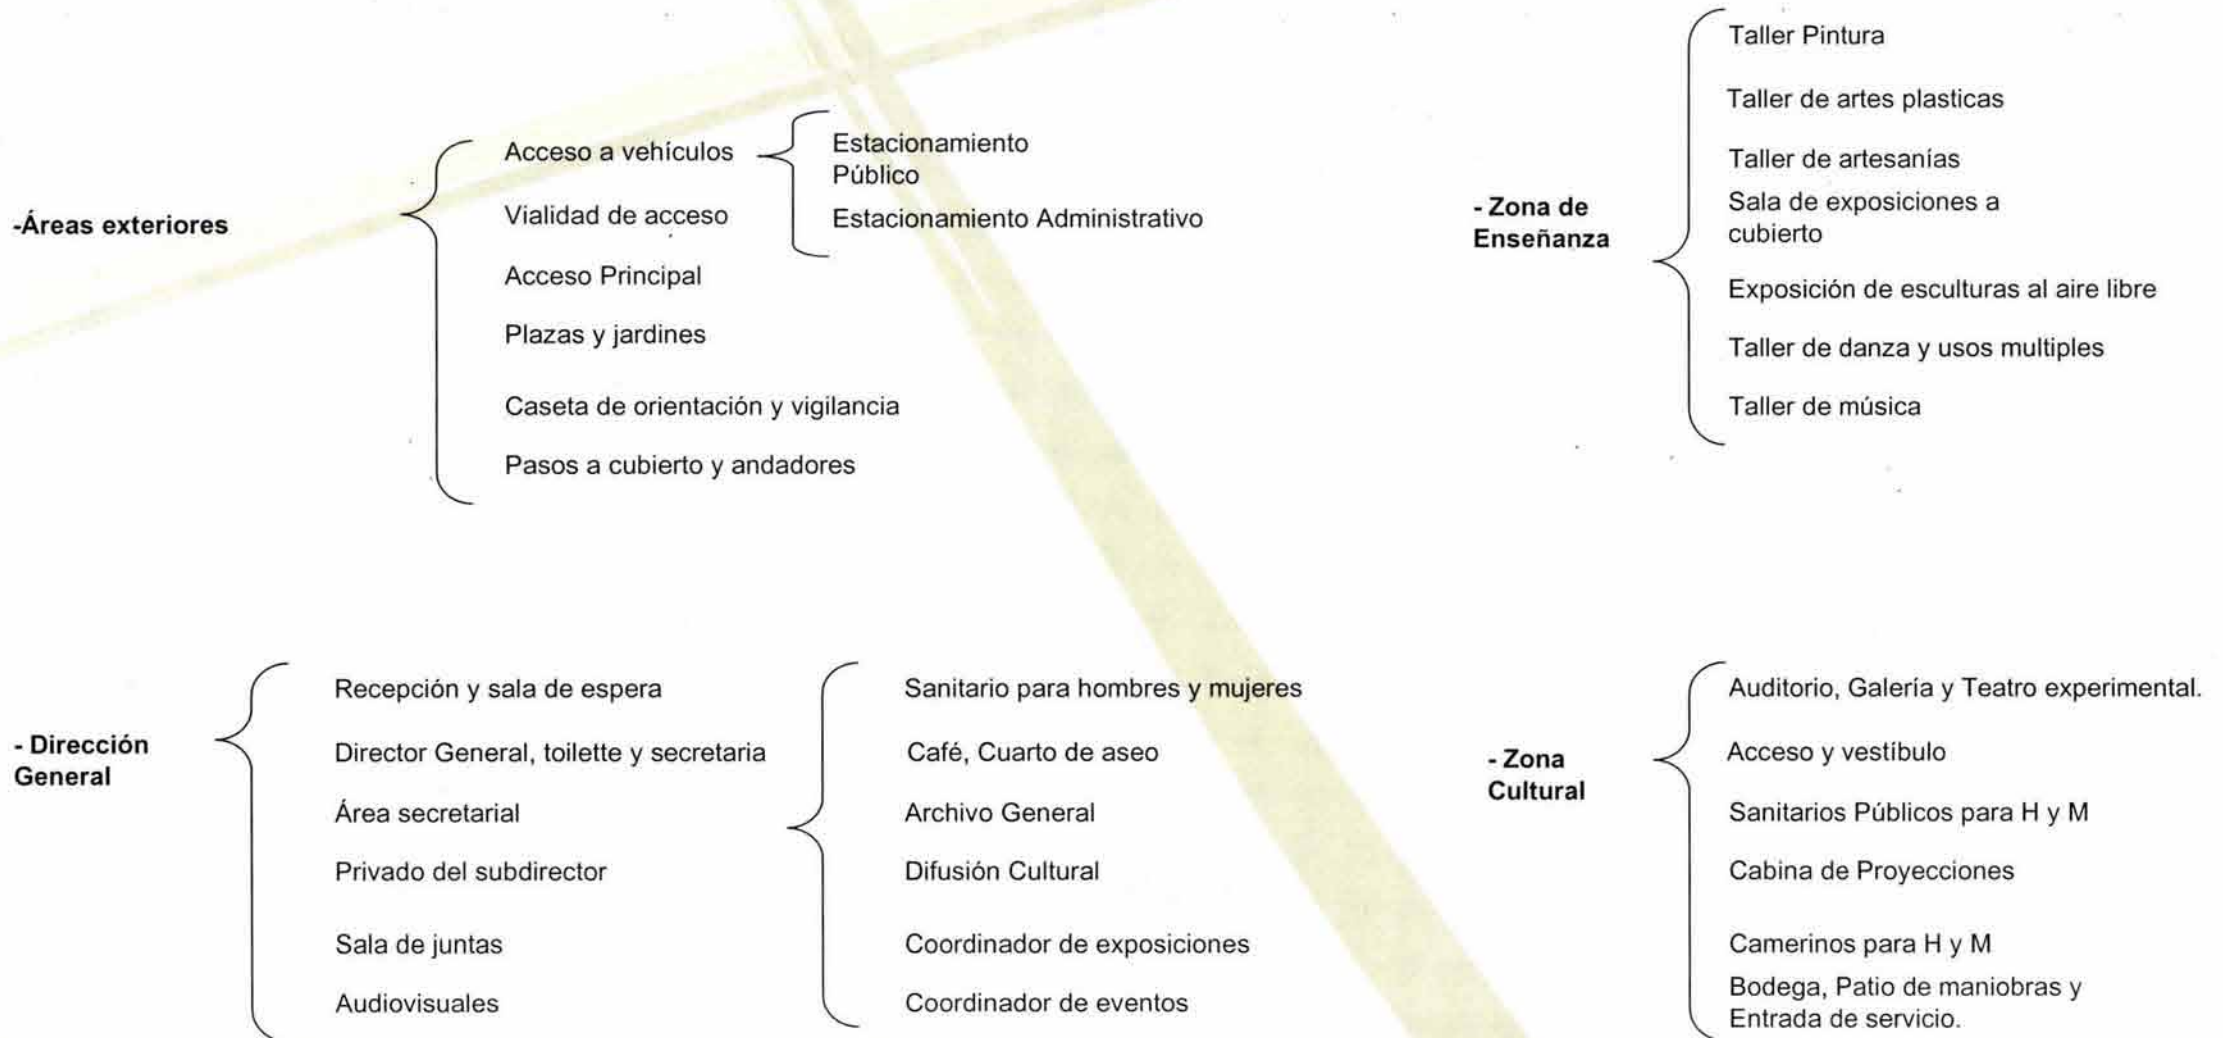 -Áreas exteriores
Acceso a vehículos
Estacionamiento
Público
Estacionamiento Administrativo
Vialidad de acceso
Acceso Principal
Plazas y jardines
Caseta de orientación y vigilancia
Pasos a cubierto y andadores
- Zona de
Enseñanza
Taller Pintura
Taller de artes plasticas
Taller de artesanías
Sala de exposiciones a
cubierto
Exposición de esculturas al aire libre
Taller de danza y usos multiples
Taller de música
- Dirección
General
Recepción y sala de espera
Director General, toilette y secretaria
Área secretarial
Privado del subdirector
Sala de juntas
Audiovisuales
Sanitario para hombres y mujeres
Café, Cuarto de aseo
Archivo General
Difusión Cultural
Coordinador de exposiciones
Coordinador de eventos
- Zona
Cultural
Auditorio, Galería y Teatro experimental.
Acceso y vestíbulo
Sanitarios Públicos para H y M
Cabina de Proyecciones
Camerinos para H y M
Bodega, Patio de maniobras y
Entrada de servicio.